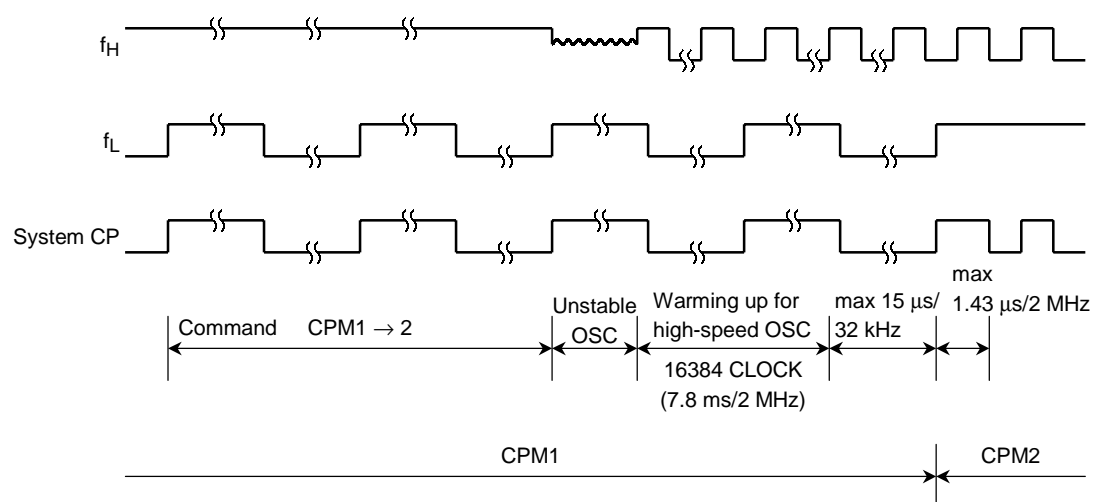 fH
fL
System CP
Command CPM1 → 2
Unstable
OSC
Warming up for
high-speed OSC
16384 CLOCK
(7.8 ms/2 MHz)
max 15 μs/
32 kHz
max
1.43 μs/2 MHz
CPM1
CPM2